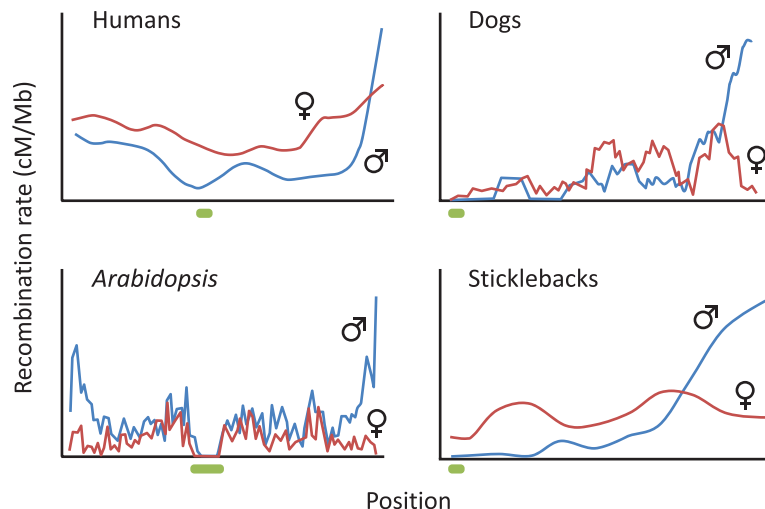 Humans
♀
♂
Dogs
♂
♀
Recombination rate (cM/Mb)
Arabidopsis
♂
♀
Sticklebacks
♂
♀
Position